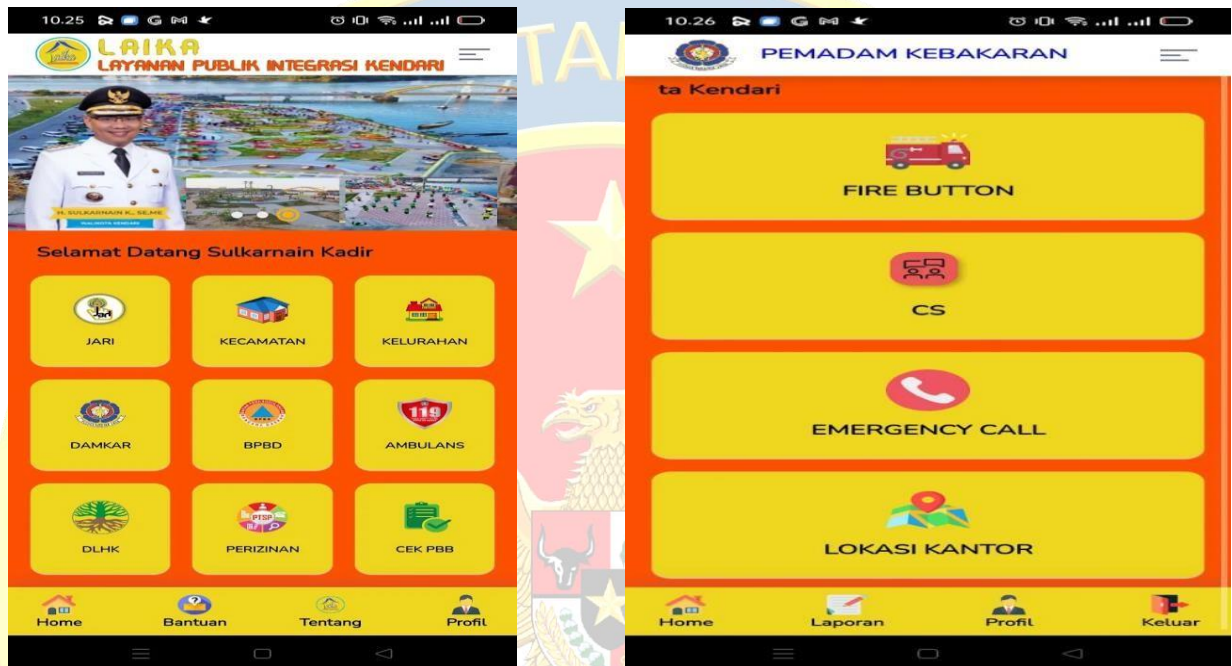 10.25
LAIKA
LAYANAN PUBLIK INTEGRASI KENDARI
H. SULKARNAIN K., SE.ME
WALIKOTA KENDARI
Selamat Datang Sulkarnain Kadir
JARI
KECAMATAN
KELURAHAN
DAMKAR
BPBD
119
AMBULANS
DLHK
PTSP
PERIZINAN
CEK PBB
Home
Bantuan
Tentang
Profil
TA
10.26
PEMADAM KEBAKARAN
ta Kendari
FIRE BUTTON
CS
EMERGENCY CALL
LOKASI KANTOR
Home
Laporan
Profil
Keluar